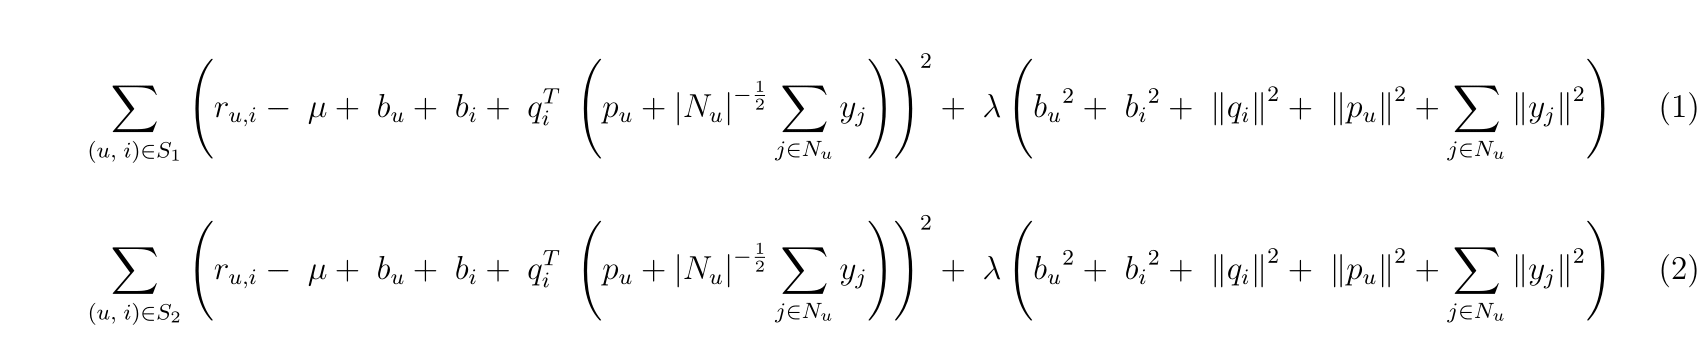 \sum_{(u,\ i)\in S_1} \left( r_{u,i} -\ \mu +\ b_u +\ b_i +\ q_i^T\ \left( p_u + |N_u|^{-\frac{1}{2}} \sum_{j\in N_u} y_j \right) \right)^2 +\ \lambda \left( {b_u}^2 +\ {b_i}^2 +\ \|q_i\|^2 +\ \|p_u\|^2 + \sum_{j\in N_u} \|y_j\|^2 \right) (1)
\sum_{(u,\ i)\in S_2} \left( r_{u,i} -\ \mu +\ b_u +\ b_i +\ q_i^T\ \left( p_u + |N_u|^{-\frac{1}{2}} \sum_{j\in N_u} y_j \right) \right)^2 +\ \lambda \left( {b_u}^2 +\ {b_i}^2 +\ \|q_i\|^2 +\ \|p_u\|^2 + \sum_{j\in N_u} \|y_j\|^2 \right) (2)